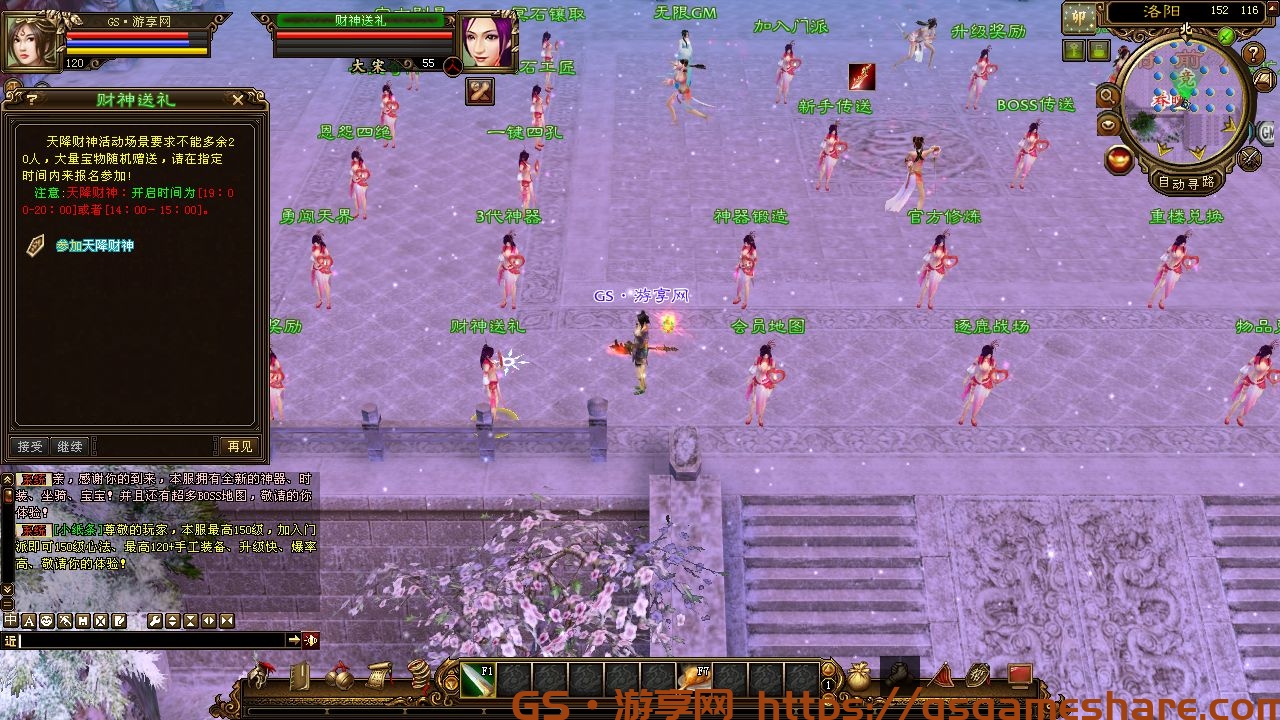 GS·游享网
120
财神送礼
大宋
55
洛阳 152 116
北
卯
自动寻路
无限GM
加入门派
升级奖励
石工匠
新手传送
BOSS传送
恩怨四绝
一键四孔
勇闯天界
3代神器
神器锻造
官方修炼
重楼兑换
GS·游享网
奖励
财神送礼
会员地图
逐鹿战场
物品
财神送礼
天降财神活动场景要求不能多余2
0人，大量宝物随机赠送，请在指定
时间内来报名参加!
注意:天降财神：开启时间为[19：0
0-20：00]或者[14：00－15：00]。
参加天降财神
接受 继续 再见
亲，感谢你的到来，本服拥有全新的神器、时
装、坐骑、宝宝！并且还有超多BOSS地图，敬请的你
体验！
[小纸条]尊敬的玩家，本服最高150级，加入门
派即可150级心法、最高120+手工装备、升级快、爆率
高、敬请你的体验！
近
F1
F7
GS·游享网 https://gsgameshare.com